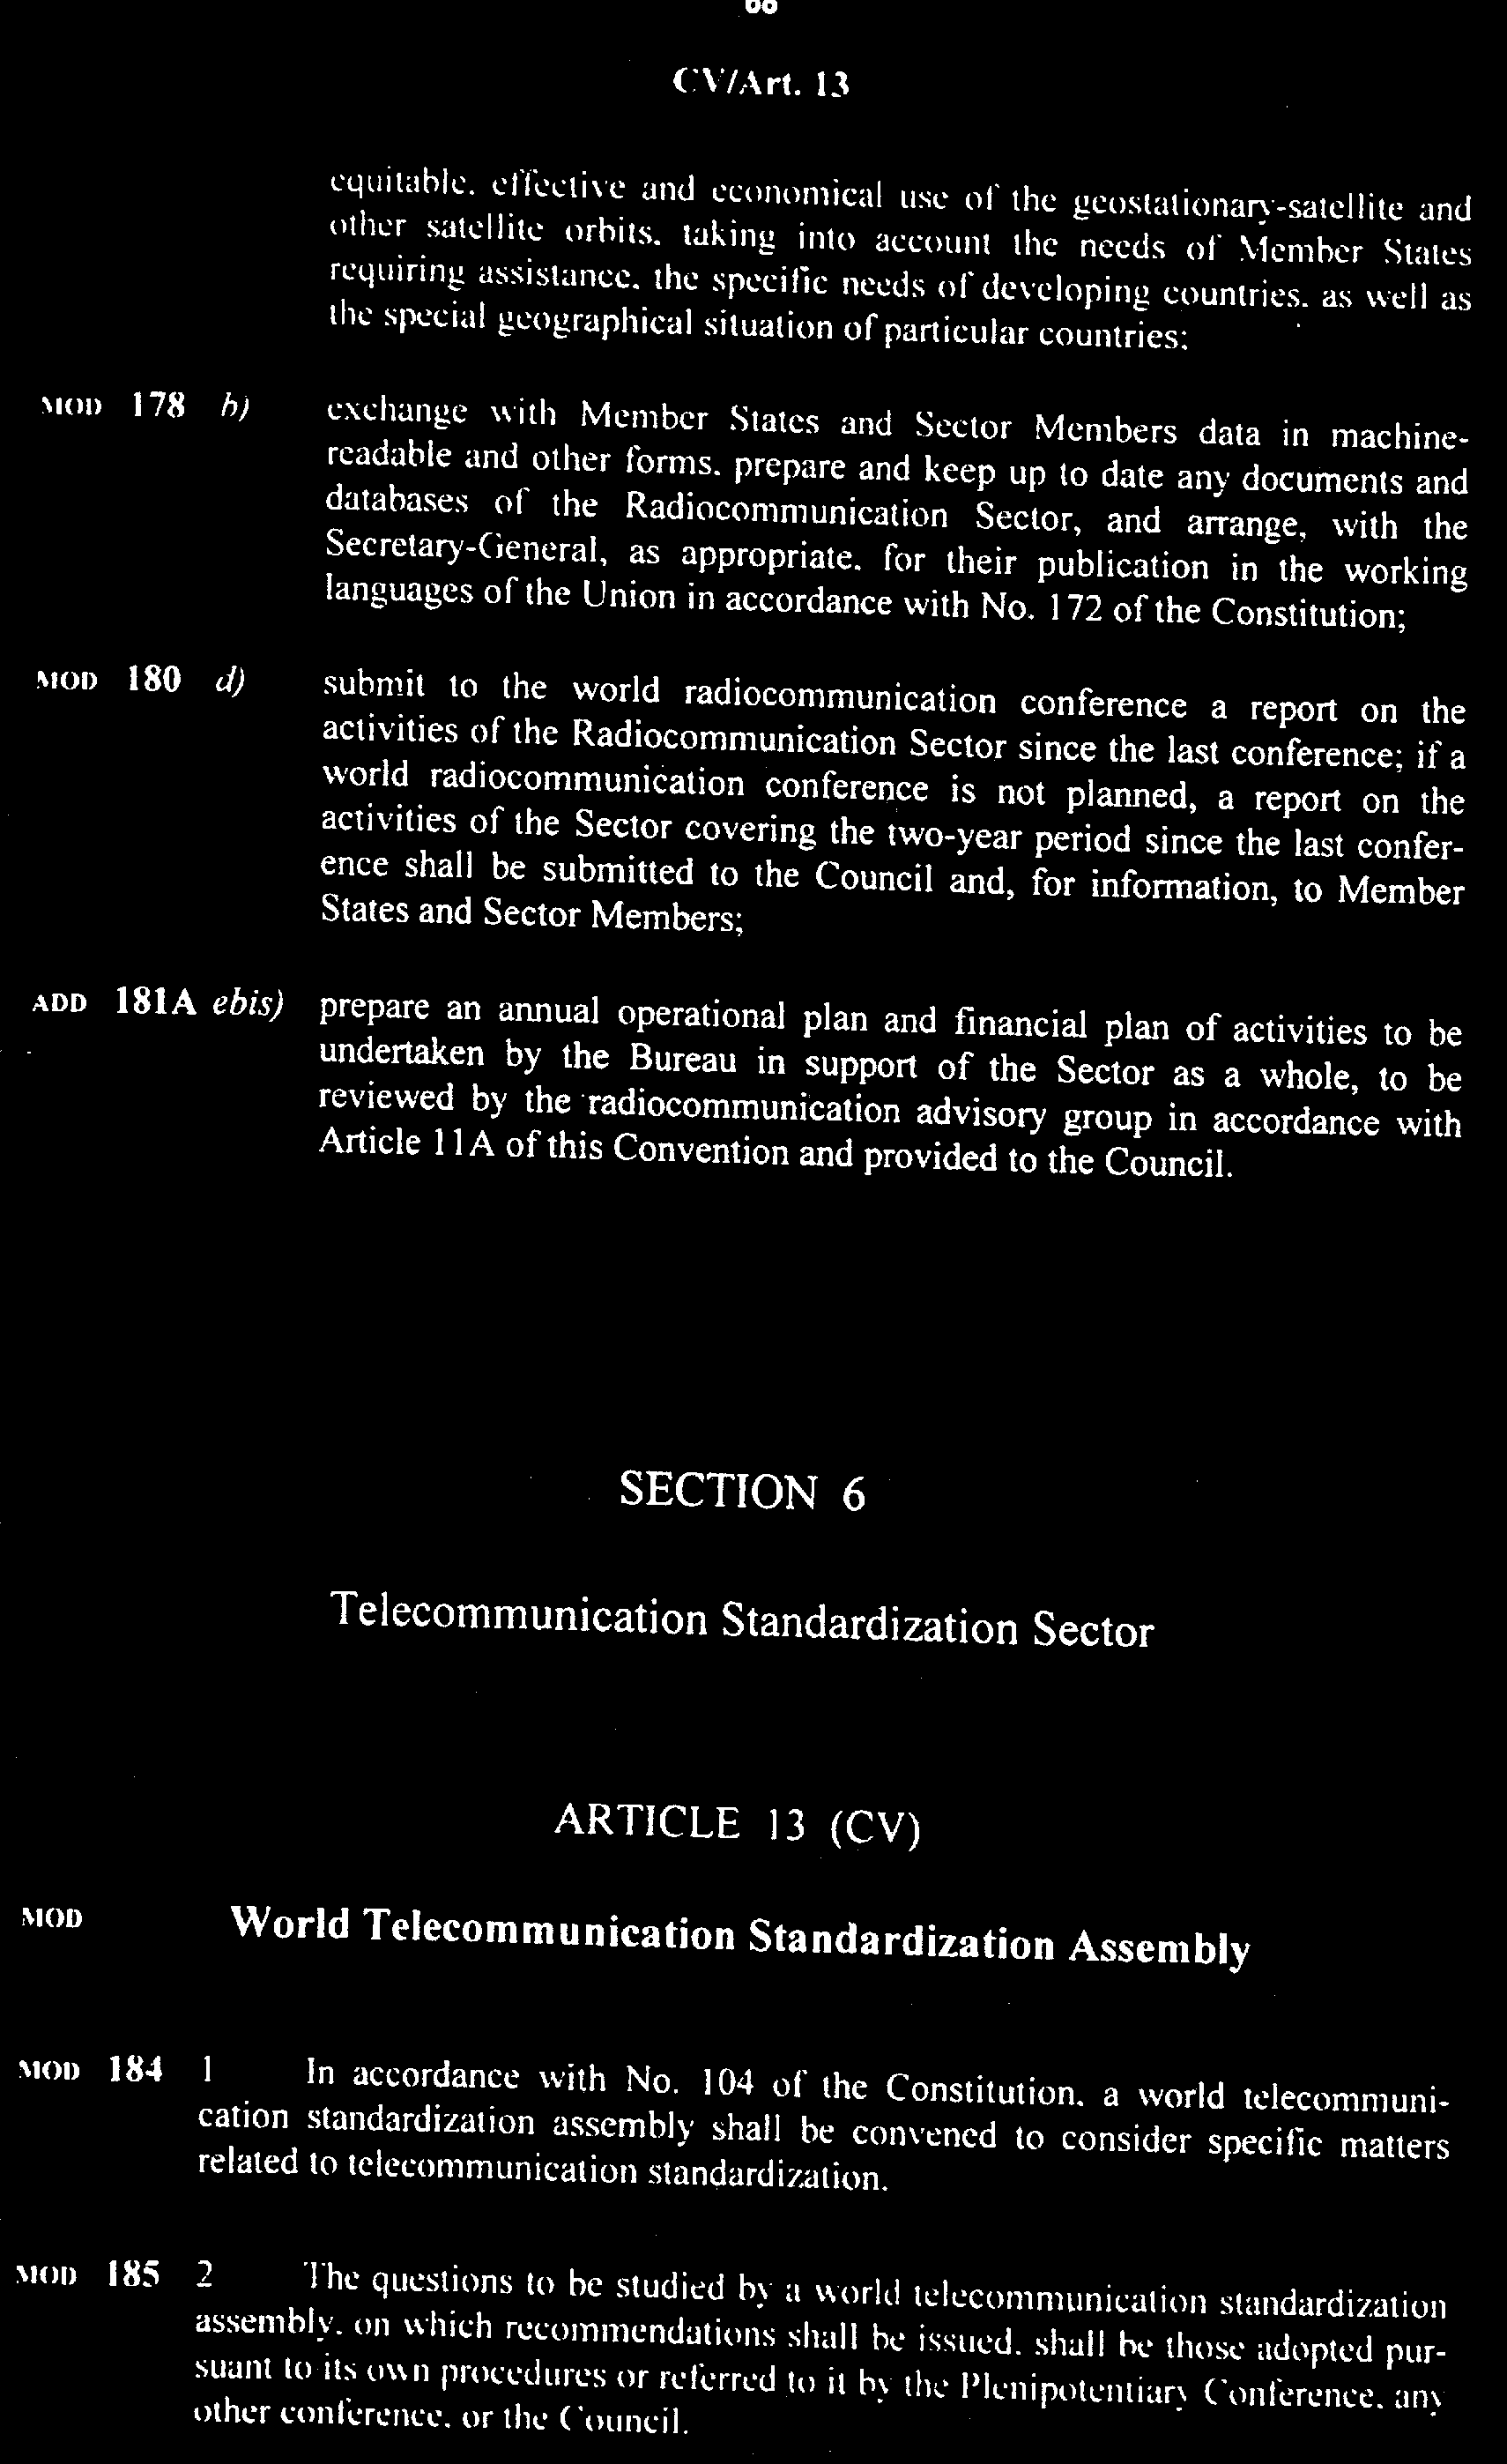 CV/Art. 13
equitable, effective and economical use of the geostationary-satellite and
other satellite orbits, taking into account the needs of Member States
requiring assistance, the specific needs of developing countries, as well as
the special geographical situation of particular countries;
MOD 178 b) exchange with Member States and Sector Members data in machine-
readable and other forms, prepare and keep up to date any documents and
databases of the Radiocommunication Sector, and arrange, with the
Secretary-General, as appropriate, for their publication in the working
languages of the Union in accordance with No. 172 of the Constitution;
MOD 180 d) submit to the world radiocommunication conference a report on the
activities of the Radiocommunication Sector since the last conference; if a
world radiocommunication conference is not planned, a report on the
activities of the Sector covering the two-year period since the last confer-
ence shall be submitted to the Council and, for information, to Member
States and Sector Members;
ADD 181A ebis) prepare an annual operational plan and financial plan of activities to be
undertaken by the Bureau in support of the Sector as a whole, to be
reviewed by the radiocommunication advisory group in accordance with
Article 11A of this Convention and provided to the Council.
SECTION 6
Telecommunication Standardization Sector
ARTICLE 13 (CV)
MOD World Telecommunication Standardization Assembly
MOD 184 1 In accordance with No. 104 of the Constitution, a world telecommuni-
cation standardization assembly shall be convened to consider specific matters
related to telecommunication standardization.
MOD 185 2 The questions to be studied by a world telecommunication standardization
assembly, on which recommendations shall be issued, shall be those adopted pur-
suant to its own procedures or referred to it by the Plenipotentiary Conference, any
other conference, or the Council.